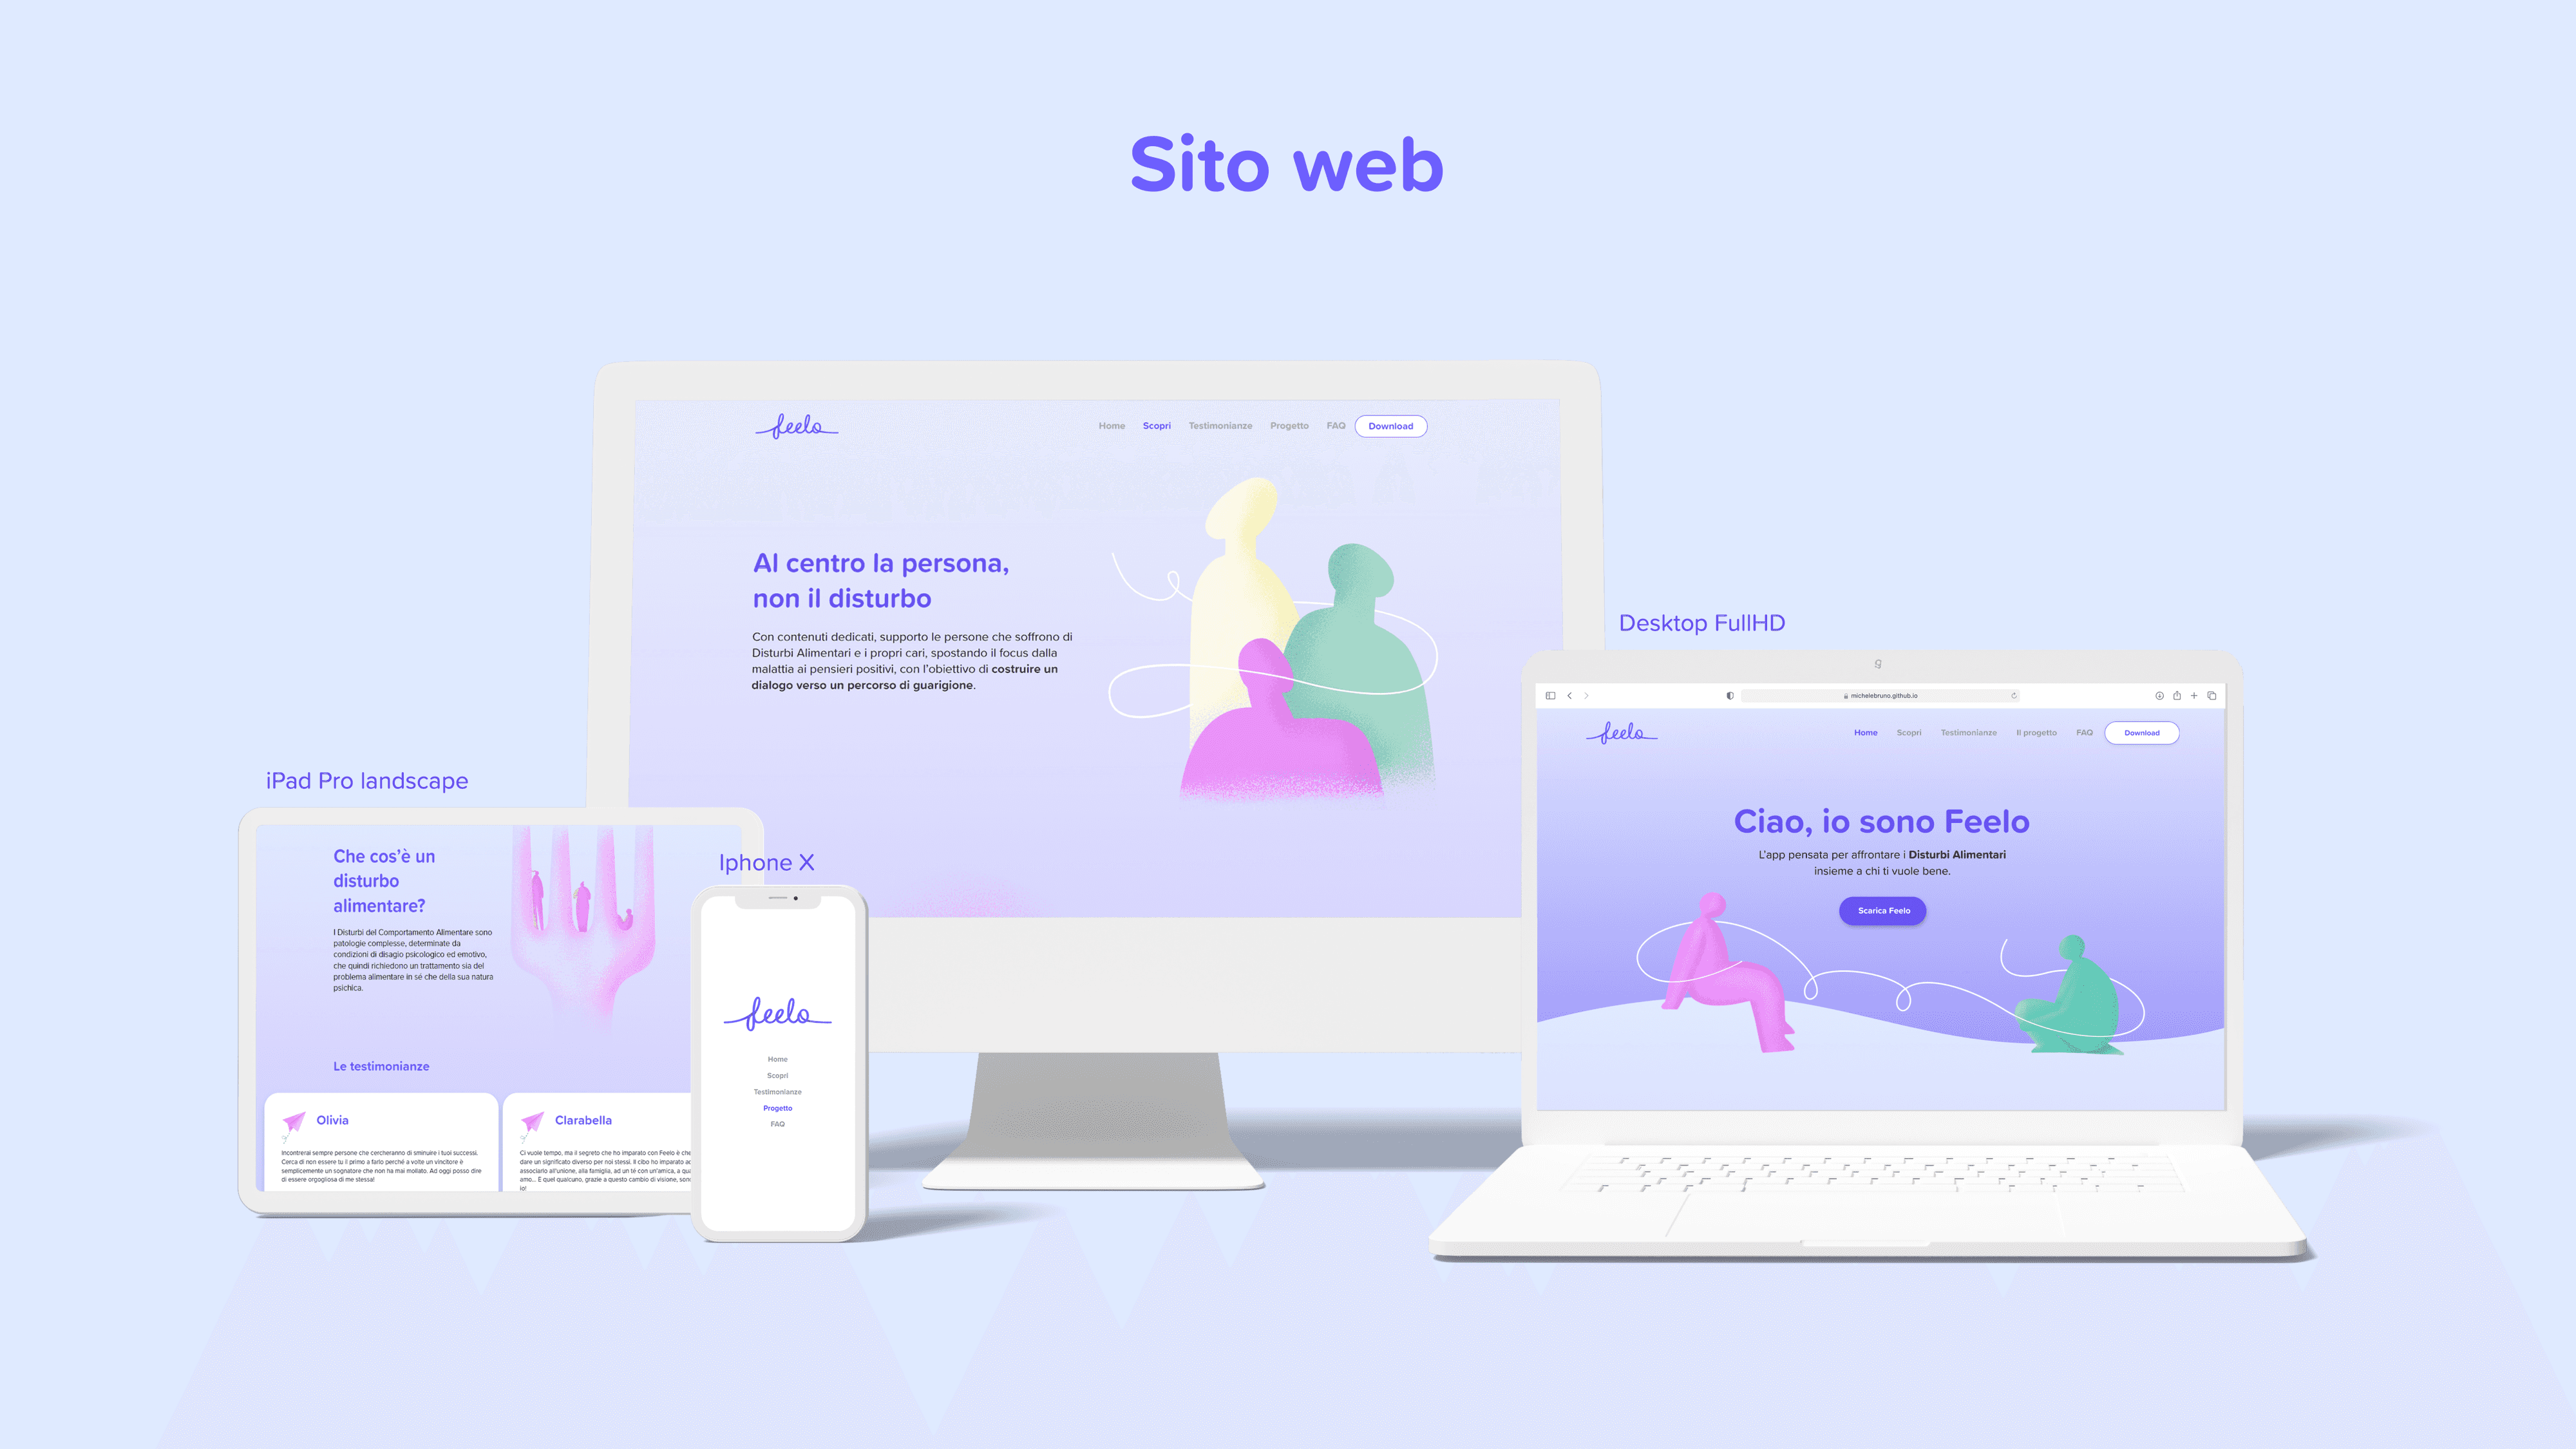 Sito web
feelo
Home Scopri Testimonianze Progetto FAQ Download
Al centro la persona,
non il disturbo
Con contenuti dedicati, supporto le persone che soffrono di
Disturbi Alimentari e i propri cari, spostando il focus dalla
malattia ai pensieri positivi, con l'obiettivo di costruire un
dialogo verso un percorso di guarigione.
Desktop FullHD
michelebruno.github.io
feelo
Home Scopri Testimonianze Il progetto FAQ Download
Ciao, io sono Feelo
L'app pensata per affrontare i Disturbi Alimentari
insieme a chi ti vuole bene.
Scarica Feelo
iPad Pro landscape
Che cos'è un
disturbo
alimentare?
I Disturbi del Comportamento Alimentare sono
patologie complesse, determinate da
condizioni di disagio psicologico ed emotivo,
che quindi richiedono un trattamento sia del
problema alimentare in sé che della sua natura
psichica.
Le testimonianze
Olivia
Incontrerai sempre persone che cercheranno di sminuire i tuoi successi.
Cerca di non essere tu il primo a farlo perché a volte un vincitore è
semplicemente un sognatore che non ha mai mollato. Ad oggi posso dire
di essere orgogliosa di me stessa!
Clarabella
Ci vuole tempo, ma il segreto che ho imparato con Feelo è che
dare un significato diverso per noi stessi. Il cibo ho imparato
associarlo all'unione, alla famiglia, ad un tè con un'amica, a
amo... E quel qualcuno, grazie a questo cambio di visione,
io!
Iphone X
feelo
Home
Scopri
Testimonianze
Progetto
FAQ